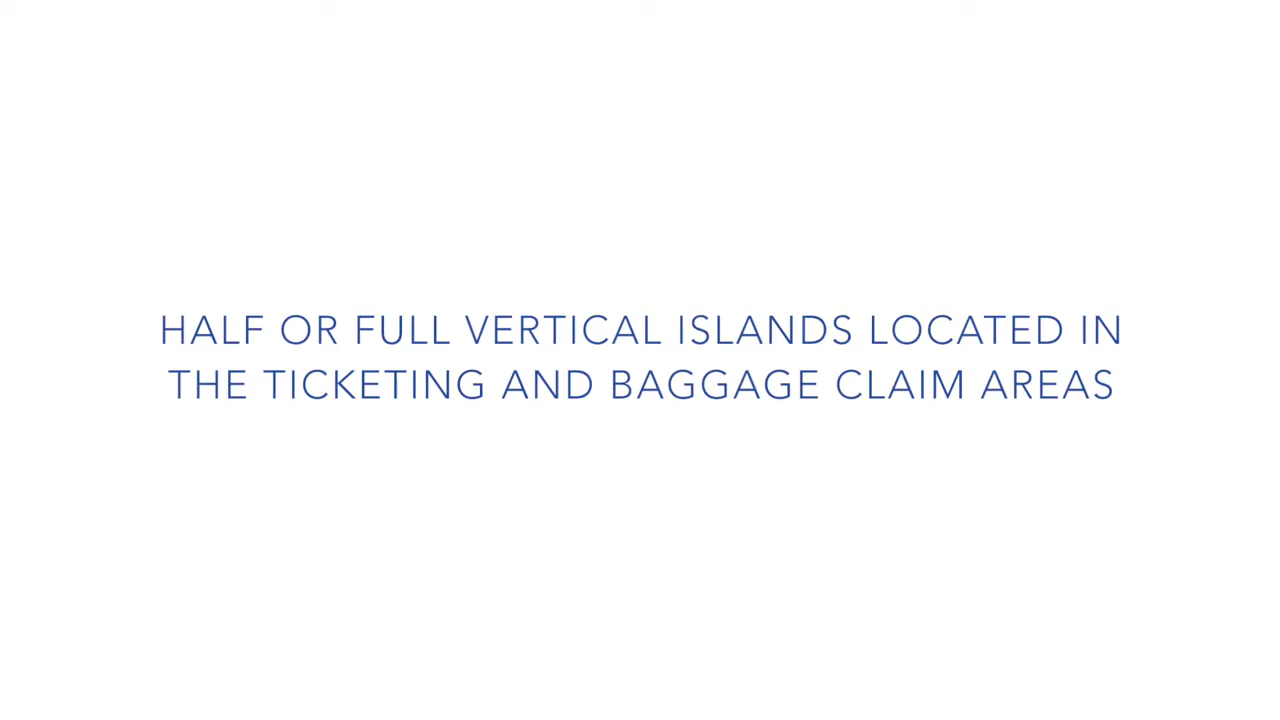 HALF OR FULL VERTICAL ISLANDS LOCATED IN
THE TICKETING AND BAGGAGE CLAIM AREAS